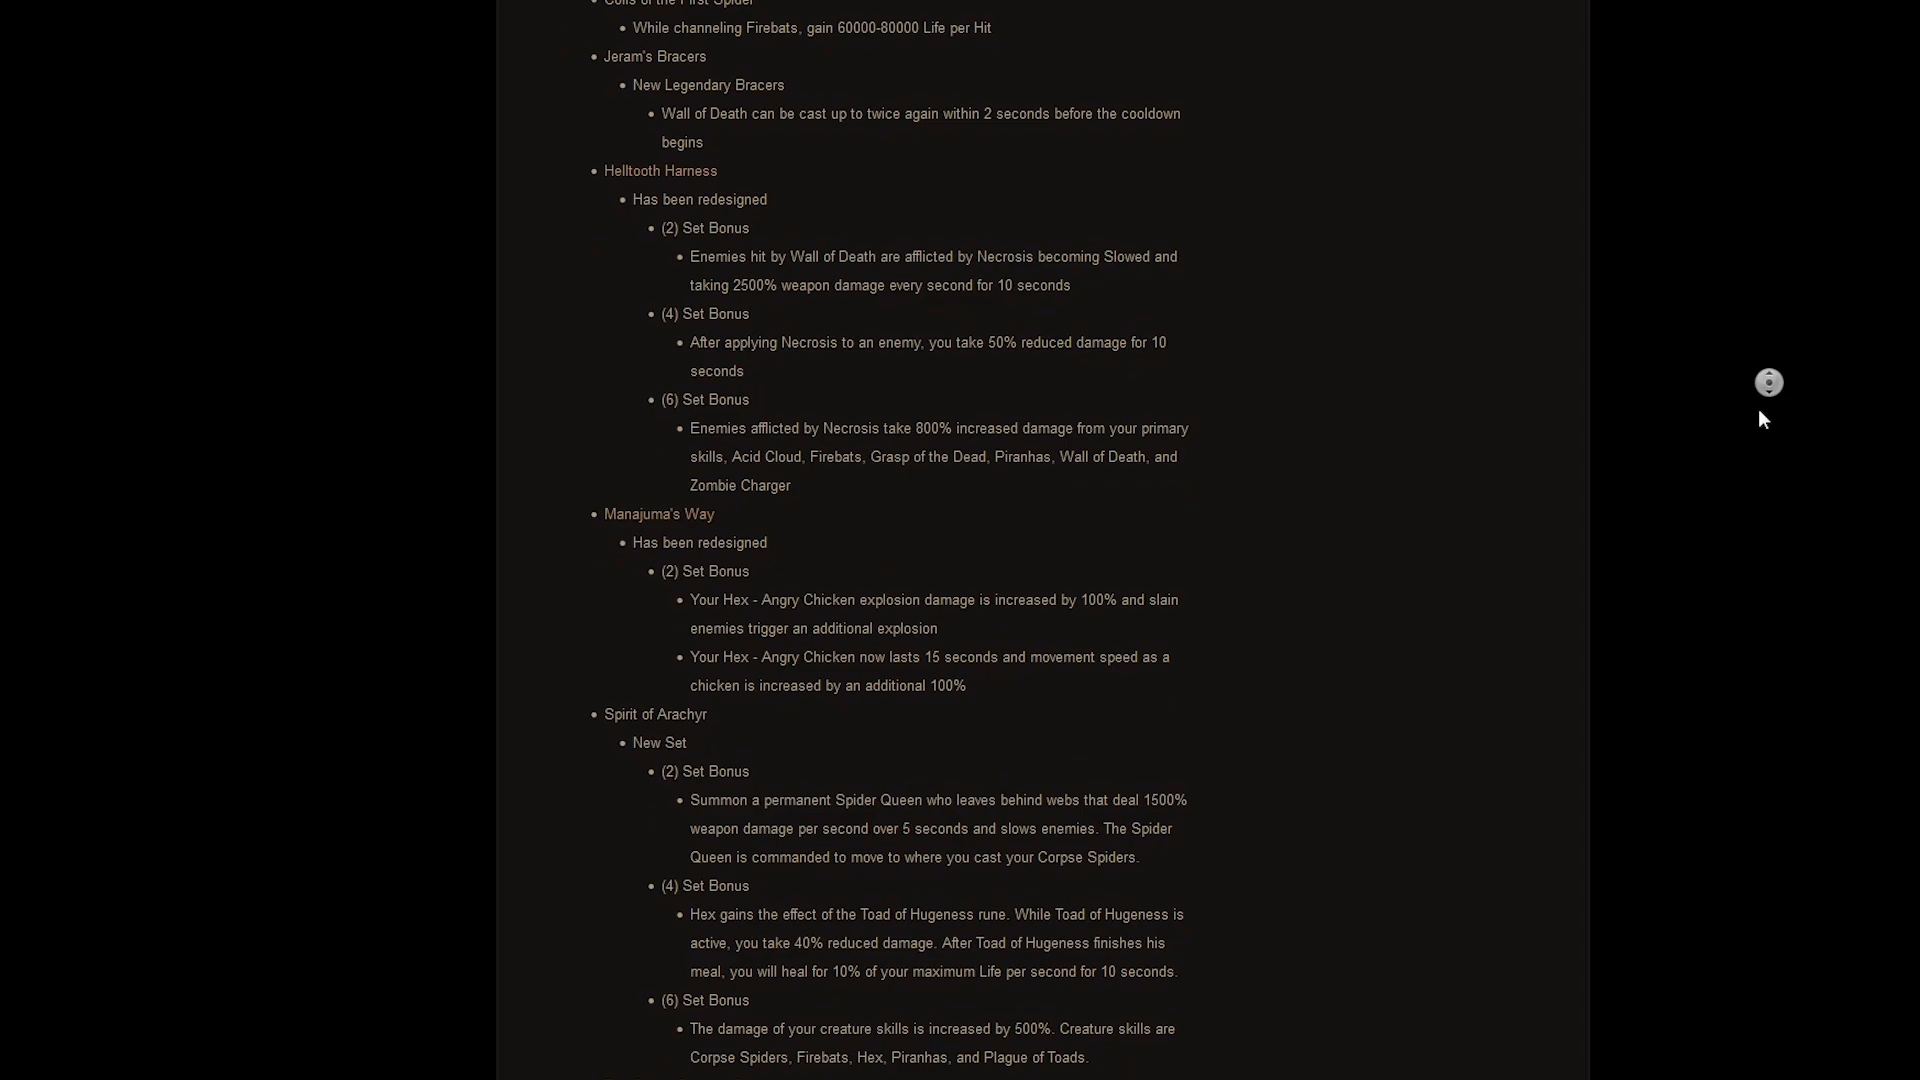 Coils of the First Spider
While channeling Firebats, gain 60000-80000 Life per Hit
Jeram's Bracers
New Legendary Bracers
Wall of Death can be cast up to twice again within 2 seconds before the cooldown
begins
Helltooth Harness
Has been redesigned
(2) Set Bonus
Enemies hit by Wall of Death are afflicted by Necrosis becoming Slowed and
taking 2500% weapon damage every second for 10 seconds
(4) Set Bonus
After applying Necrosis to an enemy, you take 50% reduced damage for 10
seconds
(6) Set Bonus
Enemies afflicted by Necrosis take 800% increased damage from your primary
skills, Acid Cloud, Firebats, Grasp of the Dead, Piranhas, Wall of Death, and
Zombie Charger
Manajuma's Way
Has been redesigned
(2) Set Bonus
Your Hex - Angry Chicken explosion damage is increased by 100% and slain
enemies trigger an additional explosion
Your Hex - Angry Chicken now lasts 15 seconds and movement speed as a
chicken is increased by an additional 100%
Spirit of Arachyr
New Set
(2) Set Bonus
Summon a permanent Spider Queen who leaves behind webs that deal 1500%
weapon damage per second over 5 seconds and slows enemies. The Spider
Queen is commanded to move to where you cast your Corpse Spiders.
(4) Set Bonus
Hex gains the effect of the Toad of Hugeness rune. While Toad of Hugeness is
active, you take 40% reduced damage. After Toad of Hugeness finishes his
meal, you will heal for 10% of your maximum Life per second for 10 seconds.
(6) Set Bonus
The damage of your creature skills is increased by 500%. Creature skills are
Corpse Spiders, Firebats, Hex, Piranhas, and Plague of Toads.